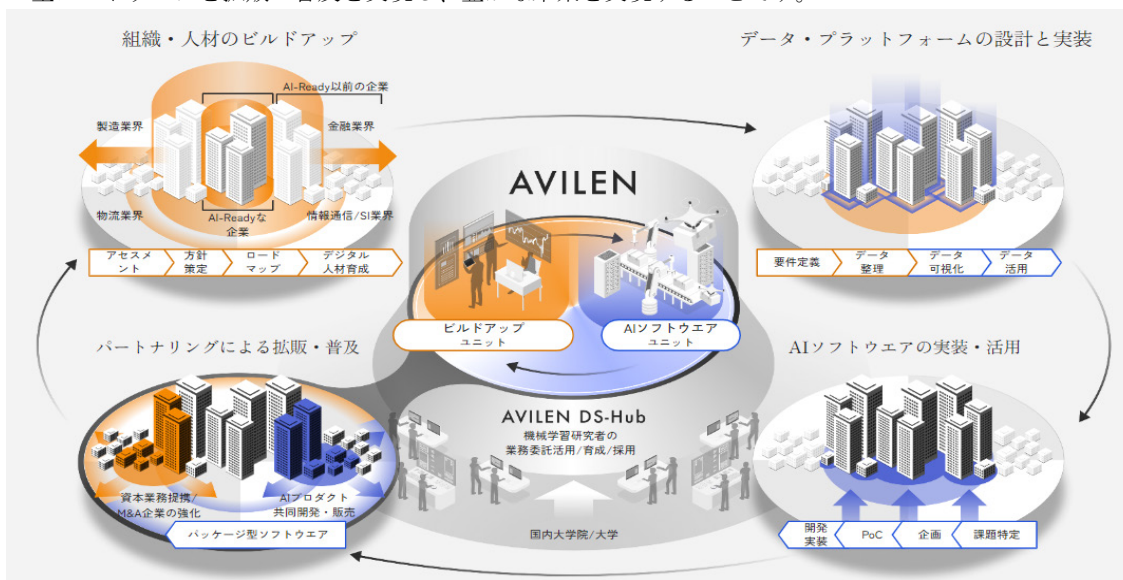 組織・人材のビルドアップ
データ・プラットフォームの設計と実装
AI-Ready以前の企業
製造業界
金融業界
物流業界
AI-Readyな
企業
情報通信/SI業界
アセスメ
ント
方針
策定
ロード
マップ
デジタル
人材育成
要件定義
データ
整理
データ
可視化
データ
活用
AVILEN
ビルドアップ
ユニット
AIソフトウエア
ユニット
パートナリングによる拡販・普及
AIソフトウエアの実装・活用
AVILEN DS-Hub
機械学習研究者の
業務委託活用/育成/採用
国内大学院/大学
資本業務提携/
M&A企業の強化
AIプロダクト
共同開発・販売
パッケージ型ソフトウエア
開発
実装
PoC
企画
課題特定